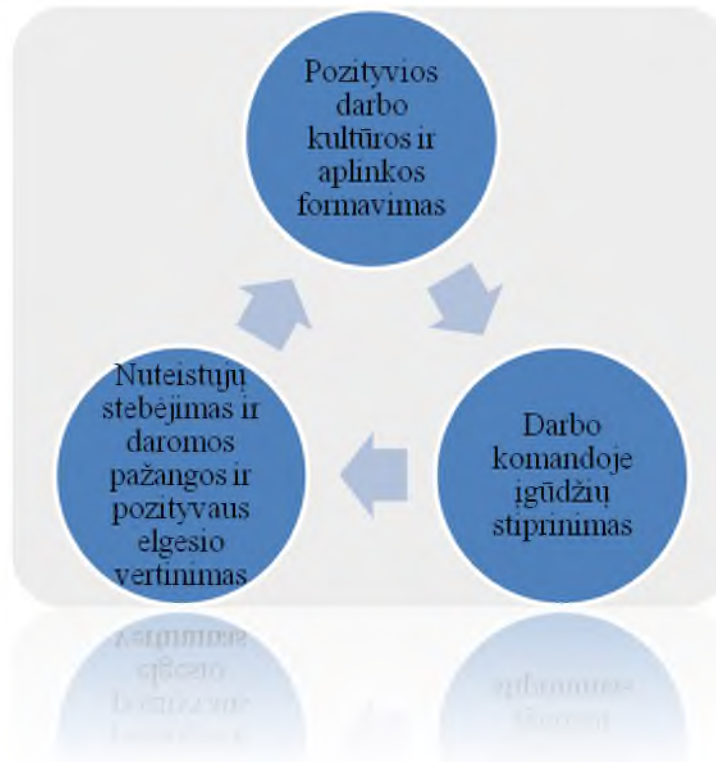 Pozityvios
darbo
kultūros ir
aplinkos
formavimas
Darbo
komandoje
įgūdžių
stiprinimas
Nuteistųjų
stebėjimas ir
daromos
pažangos ir
pozityvaus
elgesio
vertinimas